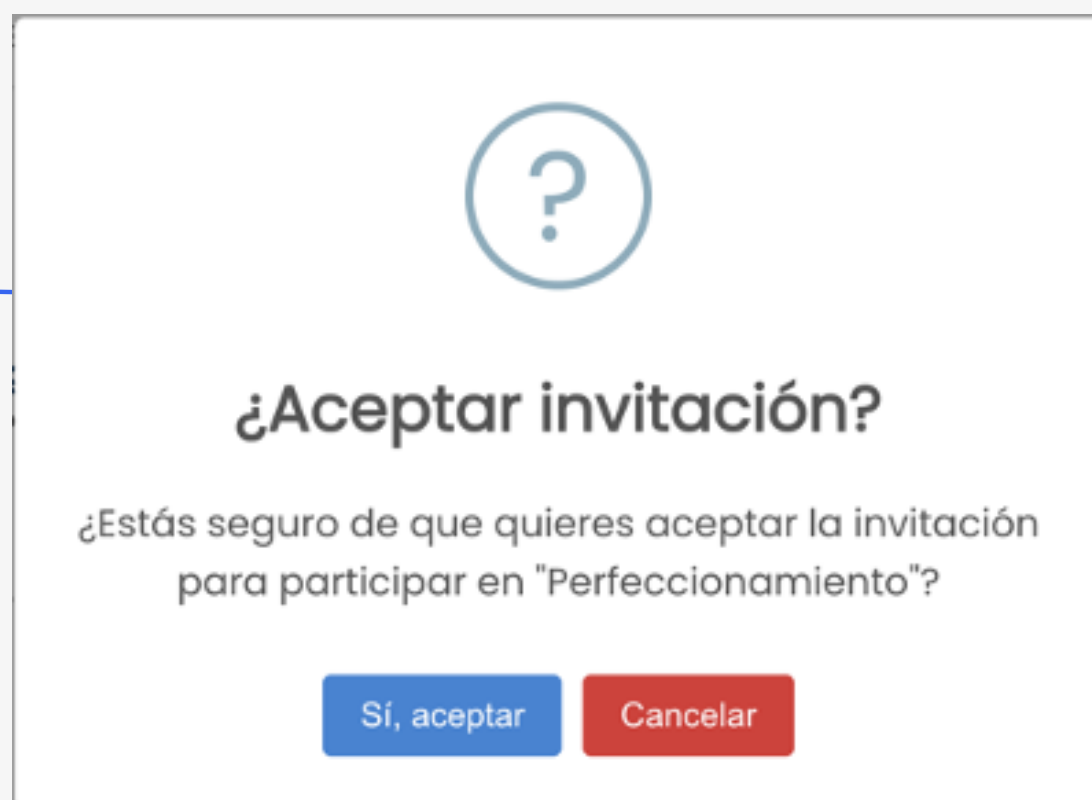 ?
¿Aceptar invitación?
¿Estás seguro de que quieres aceptar la invitación
para participar en "Perfeccionamiento"?
Sí, aceptar
Cancelar